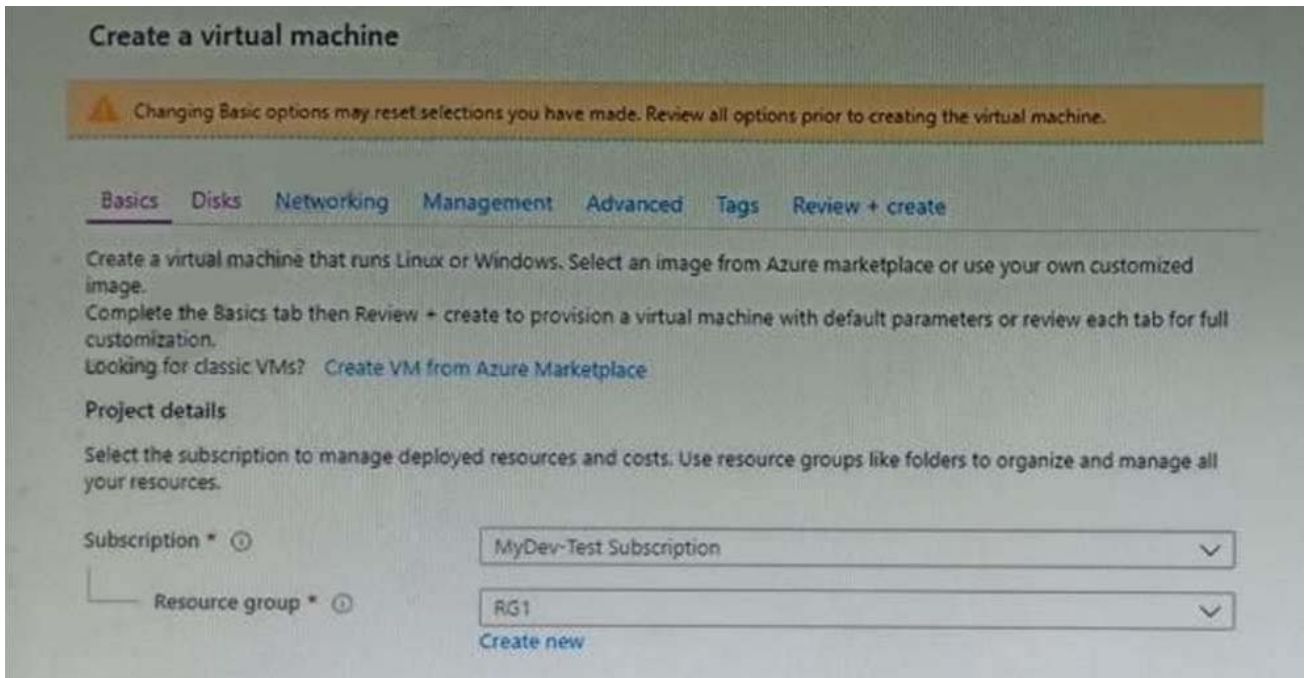 Create a virtual machine
Changing Basic options may reset selections you have made. Review all options prior to creating the virtual machine.
Basics Disks Networking Management Advanced Tags Review + create
Create a virtual machine that runs Linux or Windows. Select an image from Azure marketplace or use your own customized
image.
Complete the Basics tab then Review + create to provision a virtual machine with default parameters or review each tab for full
customization.
Looking for classic VMs? Create VM from Azure Marketplace
Project details
Select the subscription to manage deployed resources and costs. Use resource groups like folders to organize and manage all
your resources.
Subscription * MyDev-Test Subscription
Resource group * RG1
Create new